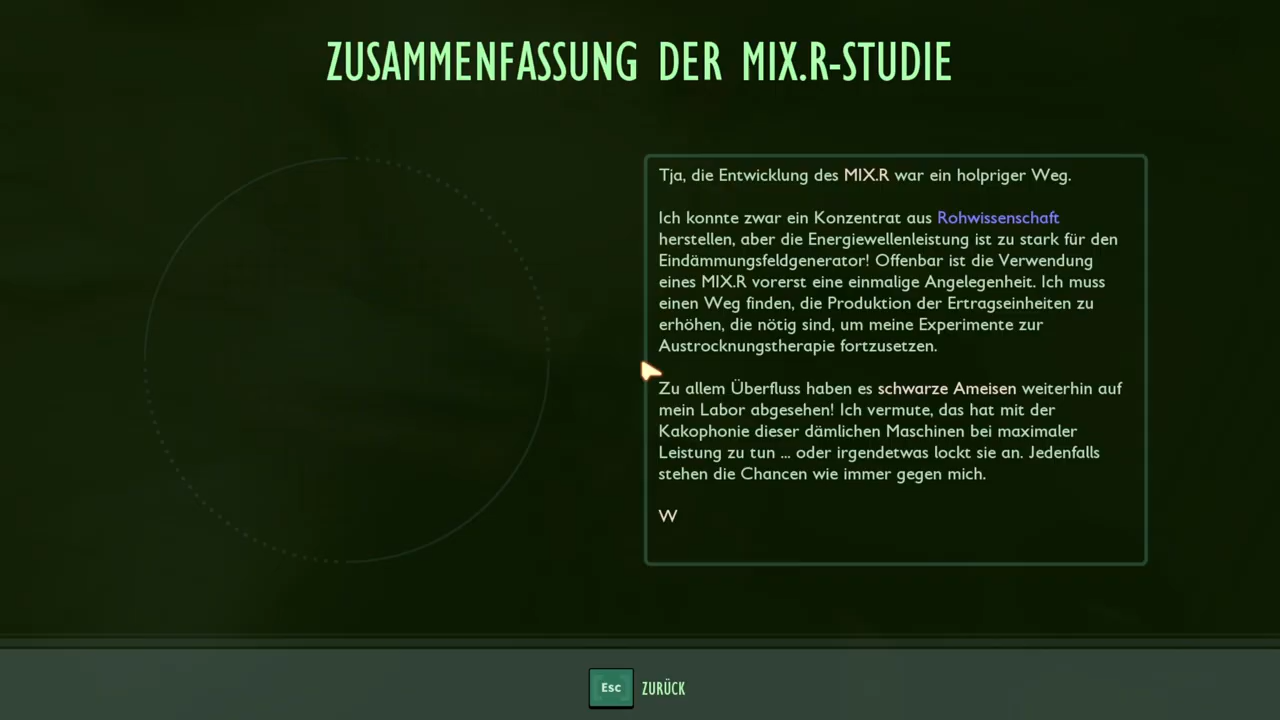 ZUSAMMENFASSUNG DER MIX.R-STUDIE
Tja, die Entwicklung des MIX.R war ein holpriger Weg.
Ich konnte zwar ein Konzentrat aus Rohwissenschaft
herstellen, aber die Energiewellenleistung ist zu stark für den
Eindämmungsfeldgenerator! Offenbar ist die Verwendung
eines MIX.R vorerst eine einmalige Angelegenheit. Ich muss
einen Weg finden, die Produktion der Ertragseinheiten zu
erhöhen, die nötig sind, um meine Experimente zur
Austrocknungstherapie fortzusetzen.
Zu allem Überfluss haben es schwarze Ameisen weiterhin auf
mein Labor abgesehen! Ich vermute, das hat mit der
Kakophonie dieser dämlichen Maschinen bei maximaler
Leistung zu tun ... oder irgendetwas lockt sie an. Jedenfalls
stehen die Chancen wie immer gegen mich.
W
Esc ZURÜCK